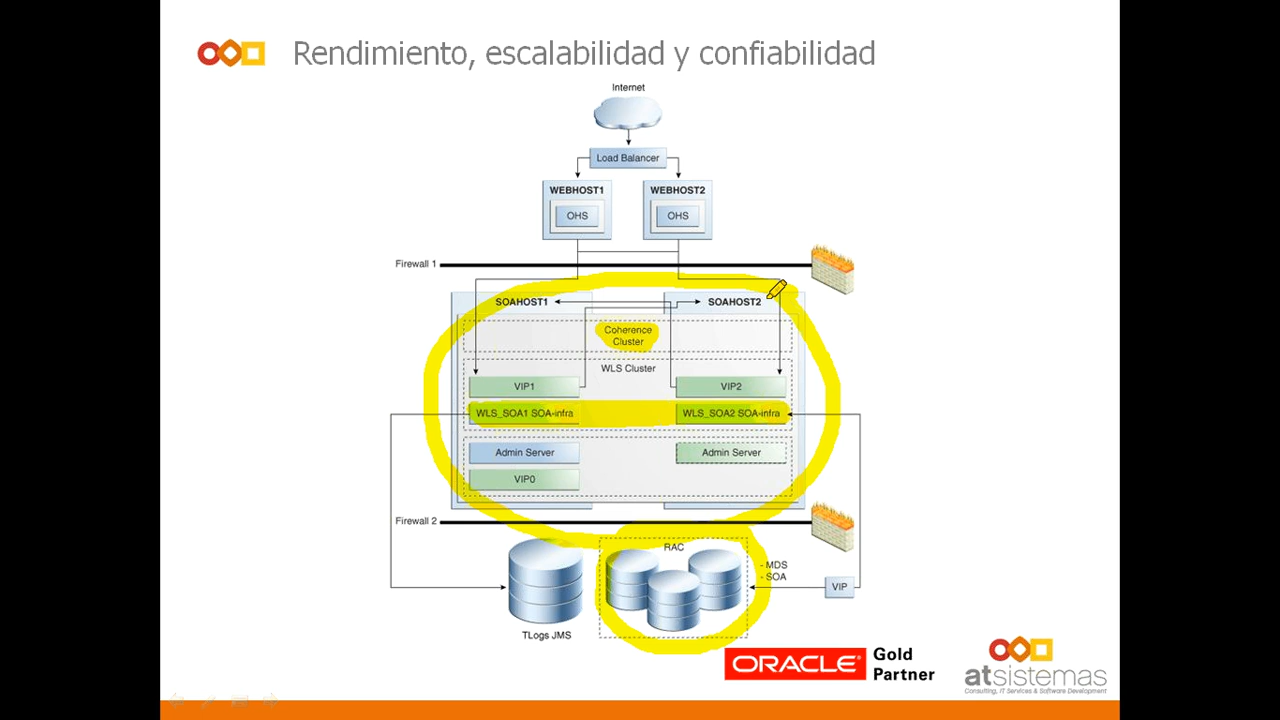 Rendimiento, escalabilidad y confiabilidad
Internet
Load Balancer
WEBHOST1
WEBHOST2
OHS
OHS
Firewall 1
SOAHOST1
SOAHOST2
Coherence
Cluster
WLS Cluster
VIP1
VIP2
WLS_SOA1 SOA-infra
WLS_SOA2 SOA-infra
Admin Server
Admin Server
VIP0
Firewall 2
RAC
- MDS
- SOA
VIP
TLogs JMS
ORACLE
Gold
Partner
atsistemas
Consulting, IT Services & Software Development